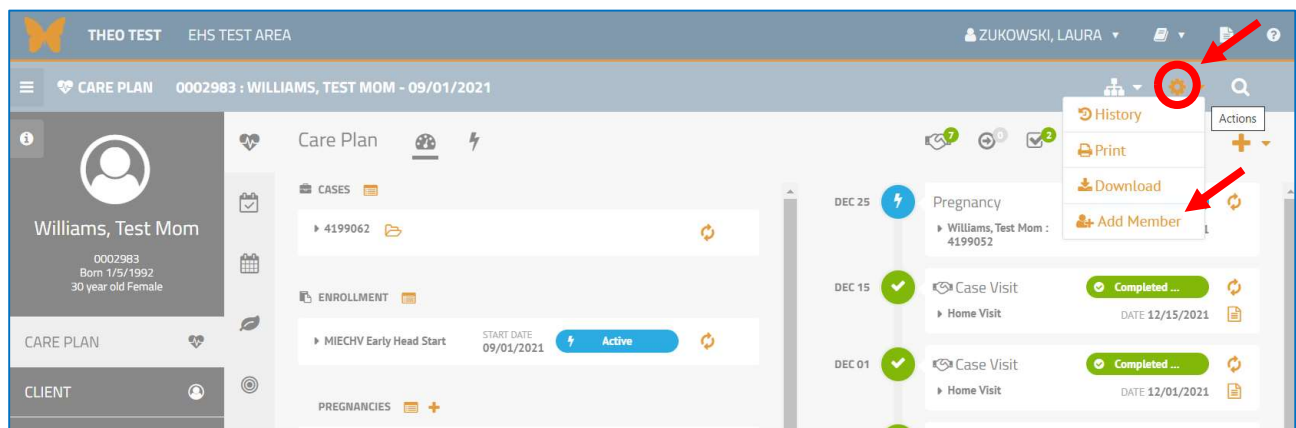 THEO TEST EHS TEST AREA ZUKOWSKI, LAURA
CARE PLAN 0002983 : WILLIAMS, TEST MOM - 09/01/2021
History
Actions
Print
Download
Add Member
Williams, Test Mom
0002983
Born 1/5/1992
30 year old Female
CARE PLAN
CLIENT
Care Plan
7 0 2
CASES
4199062
ENROLLMENT
MIECHV Early Head Start START DATE Active
09/01/2021
PREGNANCIES
DEC 25 Pregnancy
Williams, Test Mom :
4199052
DEC 15 Case Visit Completed ...
Home Visit DATE 12/15/2021
DEC 01 Case Visit Completed ...
Home Visit DATE 12/01/2021